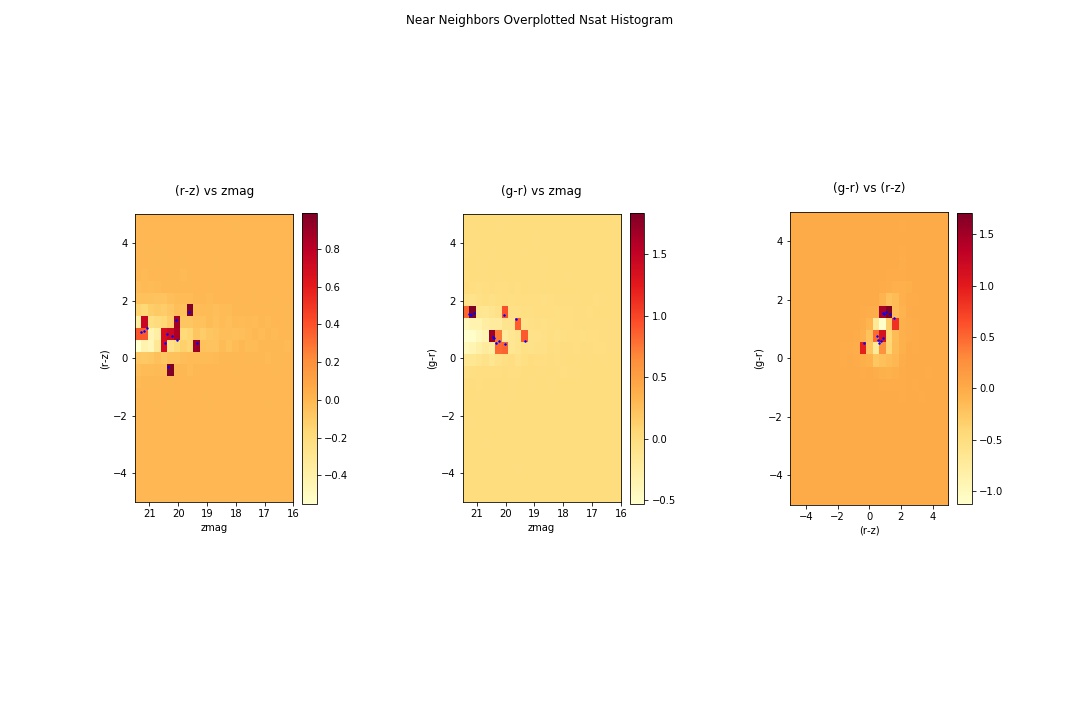 Near Neighbors Overplotted Nsat Histogram
(r-z) vs zmag
(g-r) vs zmag
(g-r) vs (r-z)
4
2
0
−2
−4
(r-z)
21 20 19 18 17 16
zmag
0.8
0.6
0.4
0.2
0.0
−0.2
−0.4
4
2
0
−2
−4
(g-r)
21 20 19 18 17 16
zmag
1.5
1.0
0.5
0.0
−0.5
4
2
0
−2
−4
(g-r)
−4 −2 0 2 4
(r-z)
1.5
1.0
0.5
0.0
−0.5
−1.0